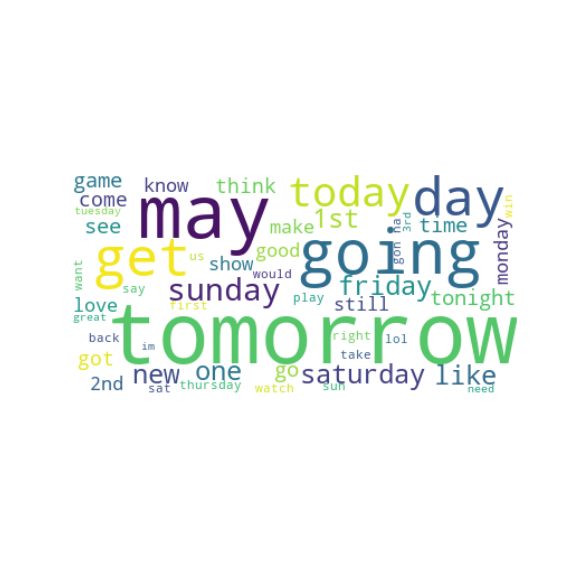 game
know
think
today
day
win
come
may
1st
3rd
time
see
make
gon na
monday
get
us
good
going
want
show
would
friday
tonight
say
sunday
play
still
love
first
tomorrow
great
back
im
right
lol
got
take
2nd
new
one
go
saturday
like
sat
thursday
watch
sun
need
tuesday